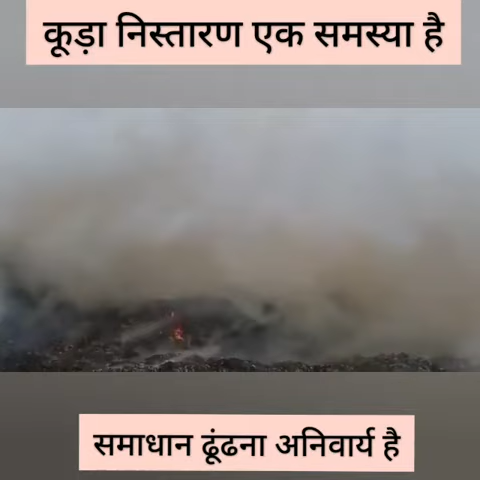 कूड़ा निस्तारण एक समस्या है
समाधान ढूंढना अनिवार्य है